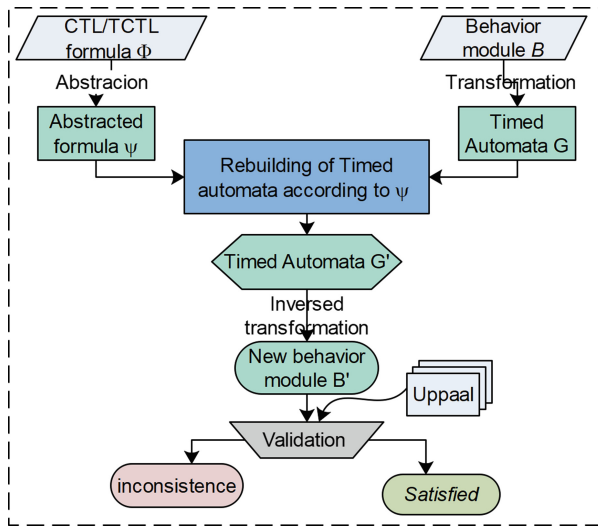 CTL/TCTL
formula Φ
Behavior
module B
Abstracion
Transformation
Abstracted
formula ψ
Timed
Automata G
Rebuilding of Timed
automata according to ψ
Timed Automata G'
Inversed
transformation
New behavior
module B'
Uppaal
Validation
inconsistence
Satisfied